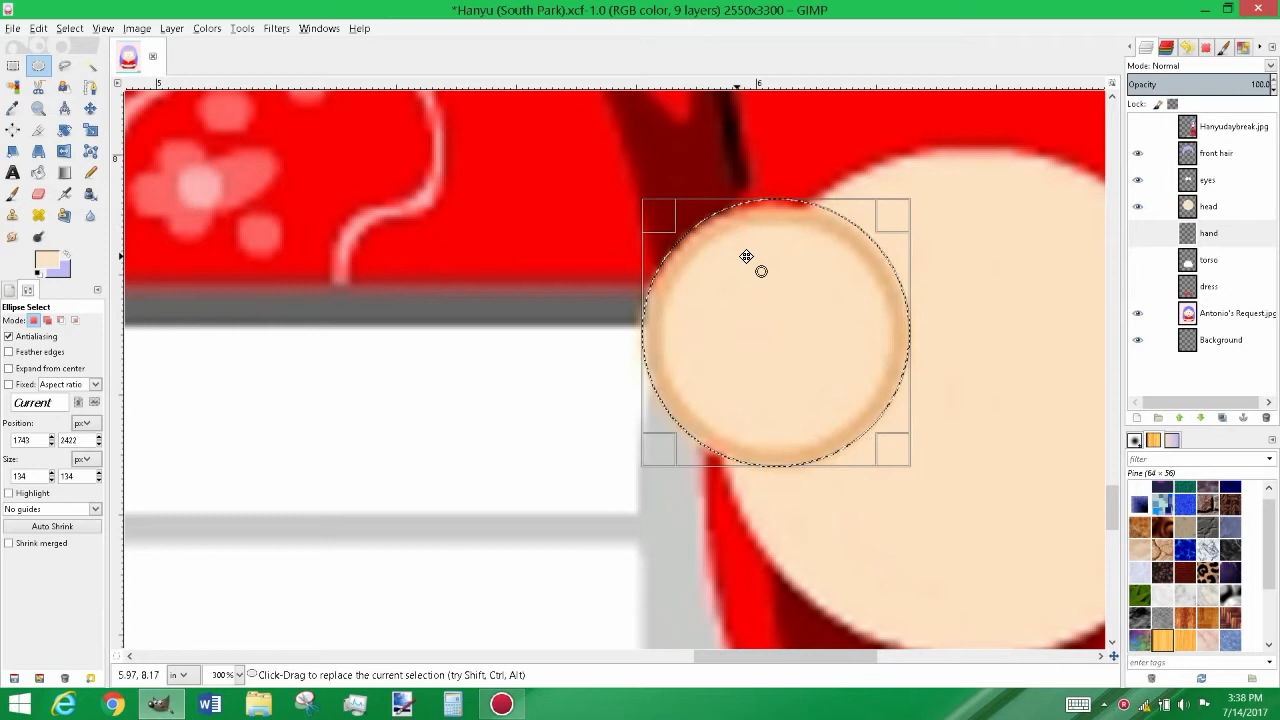 *Hanyu (South Park).xcf-1.0 (RGB color, 9 layers) 2550x3300 – GIMP
File Edit Select View Image Layer Colors Tools Filters Windows Help
5 6
8
Mode: Normal
Opacity 100.0
Lock:
Hanyudaybreak.jpg
front hair
eyes
head
hand
torso
dress
Antonio's Request.jpg
Background
Ellipse Select
Mode:
Antialiasing
Feather edges
Expand from center
Fixed: Aspect ratio
Current
Position: px
1743 2422
Size: px
134 134
Highlight
No guides
Auto Shrink
Shrink merged
filter
Pine (64 × 56)
enter tags
5.97, 8.17 in 300% Click-Drag to replace the current selection (try Shift, Ctrl, Alt)
3:38 PM
7/14/2017